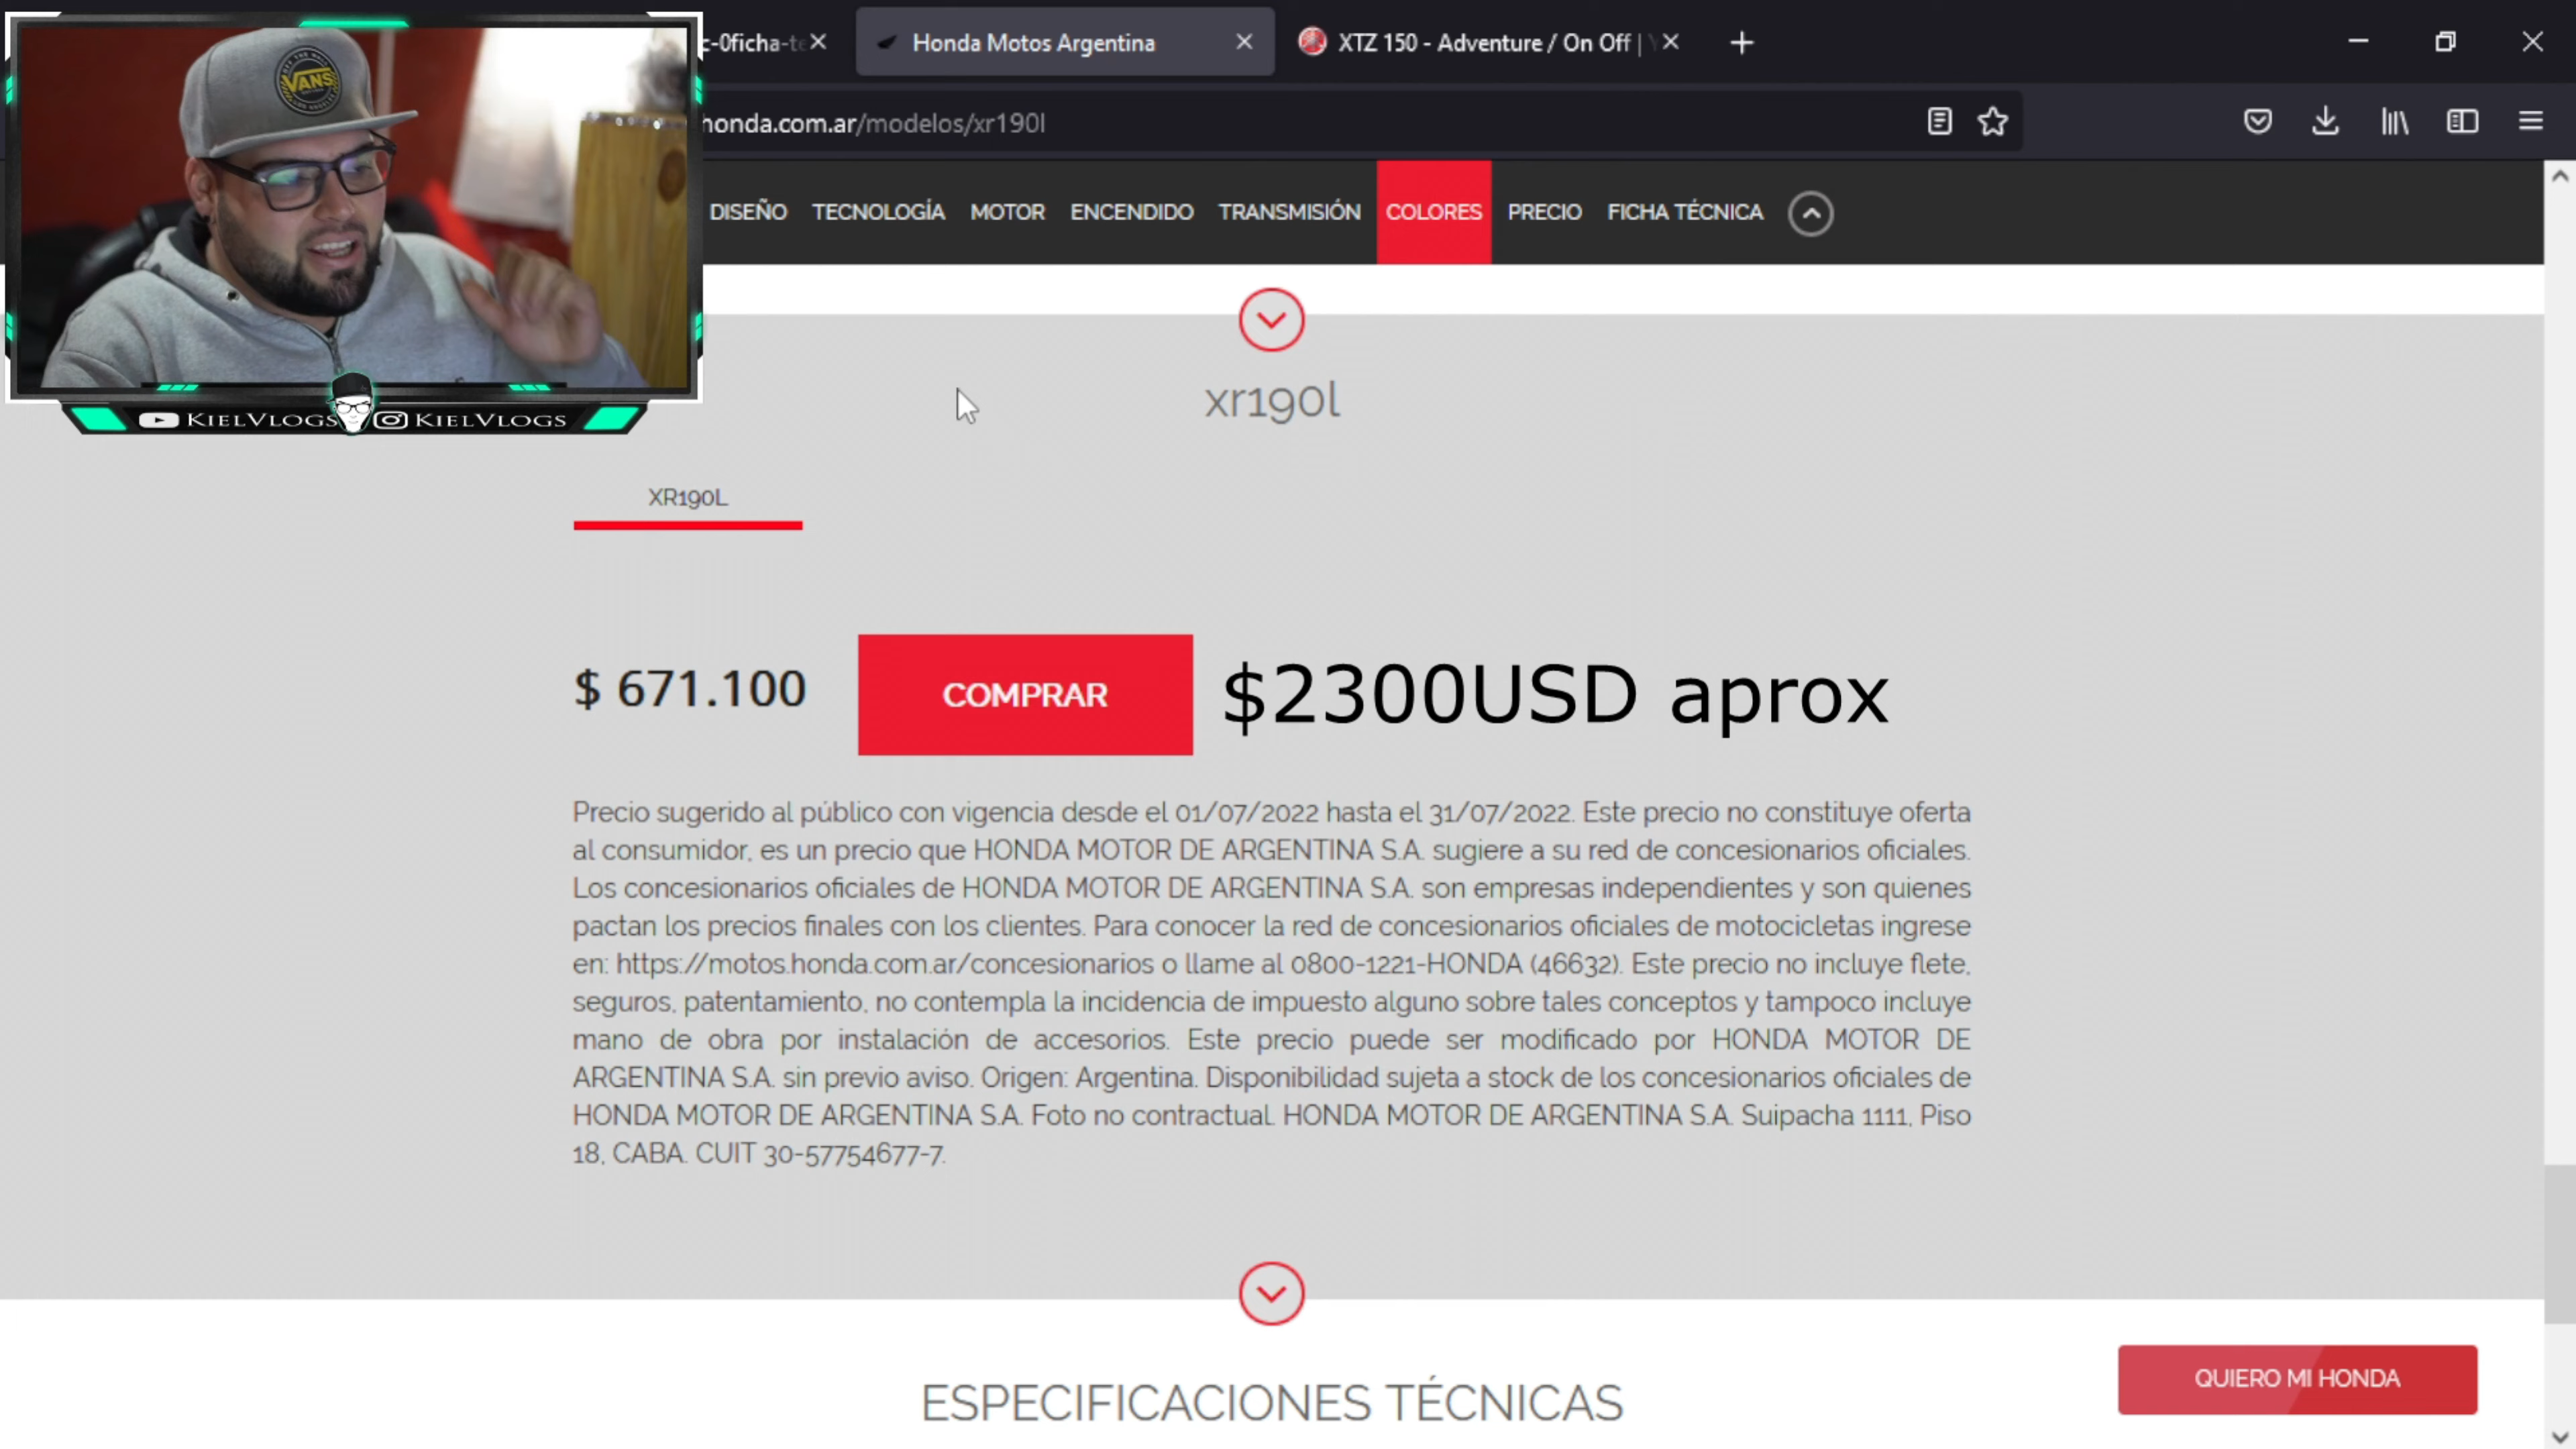 c-0ficha-te
Honda Motos Argentina
XTZ 150 - Adventure / On Off |
honda.com.ar/modelos/xr190l
VANS
DISEÑO TECNOLOGÍA MOTOR ENCENDIDO TRANSMISIÓN COLORES PRECIO FICHA TÉCNICA
KIELVLOGS KIELVLOGS
xr190l
XR190L
$ 671.100 COMPRAR $2300USD aprox
Precio sugerido al público con vigencia desde el 01/07/2022 hasta el 31/07/2022. Este precio no constituye oferta
al consumidor, es un precio que HONDA MOTOR DE ARGENTINA S.A. sugiere a su red de concesionarios oficiales.
Los concesionarios oficiales de HONDA MOTOR DE ARGENTINA S.A. son empresas independientes y son quienes
pactan los precios finales con los clientes. Para conocer la red de concesionarios oficiales de motocicletas ingrese
en: https://motos.honda.com.ar/concesionarios o llame al 0800-1221-HONDA (46632). Este precio no incluye flete,
seguros, patentamiento, no contempla la incidencia de impuesto alguno sobre tales conceptos y tampoco incluye
mano de obra por instalación de accesorios. Este precio puede ser modificado por HONDA MOTOR DE
ARGENTINA S.A. sin previo aviso. Origen: Argentina. Disponibilidad sujeta a stock de los concesionarios oficiales de
HONDA MOTOR DE ARGENTINA S.A. Foto no contractual. HONDA MOTOR DE ARGENTINA S.A. Suipacha 1111, Piso
18, CABA. CUIT 30-57754677-7.
ESPECIFICACIONES TÉCNICAS
QUIERO MI HONDA